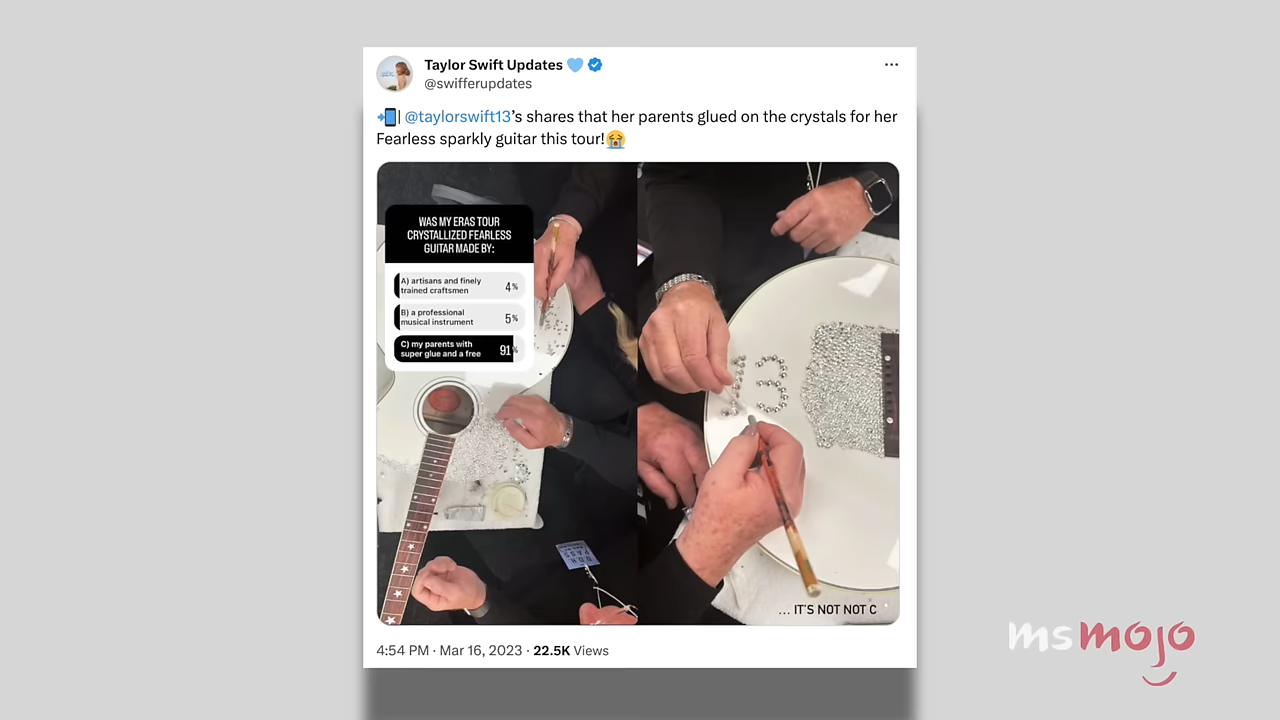 Taylor Swift Updates
@swifferupdates
| @taylorswift13's shares that her parents glued on the crystals for her
Fearless sparkly guitar this tour!
WAS MY ERAS TOUR
CRYSTALLIZED FEARLESS
GUITAR MADE BY:
A) artisans and finely
trained craftsmen
4%
B) a professional
musical instrument
5%
C) my parents with
super glue and a free
91%
13
... IT'S NOT NOT C
4:54 PM · Mar 16, 2023 · 22.5K Views
msmojo